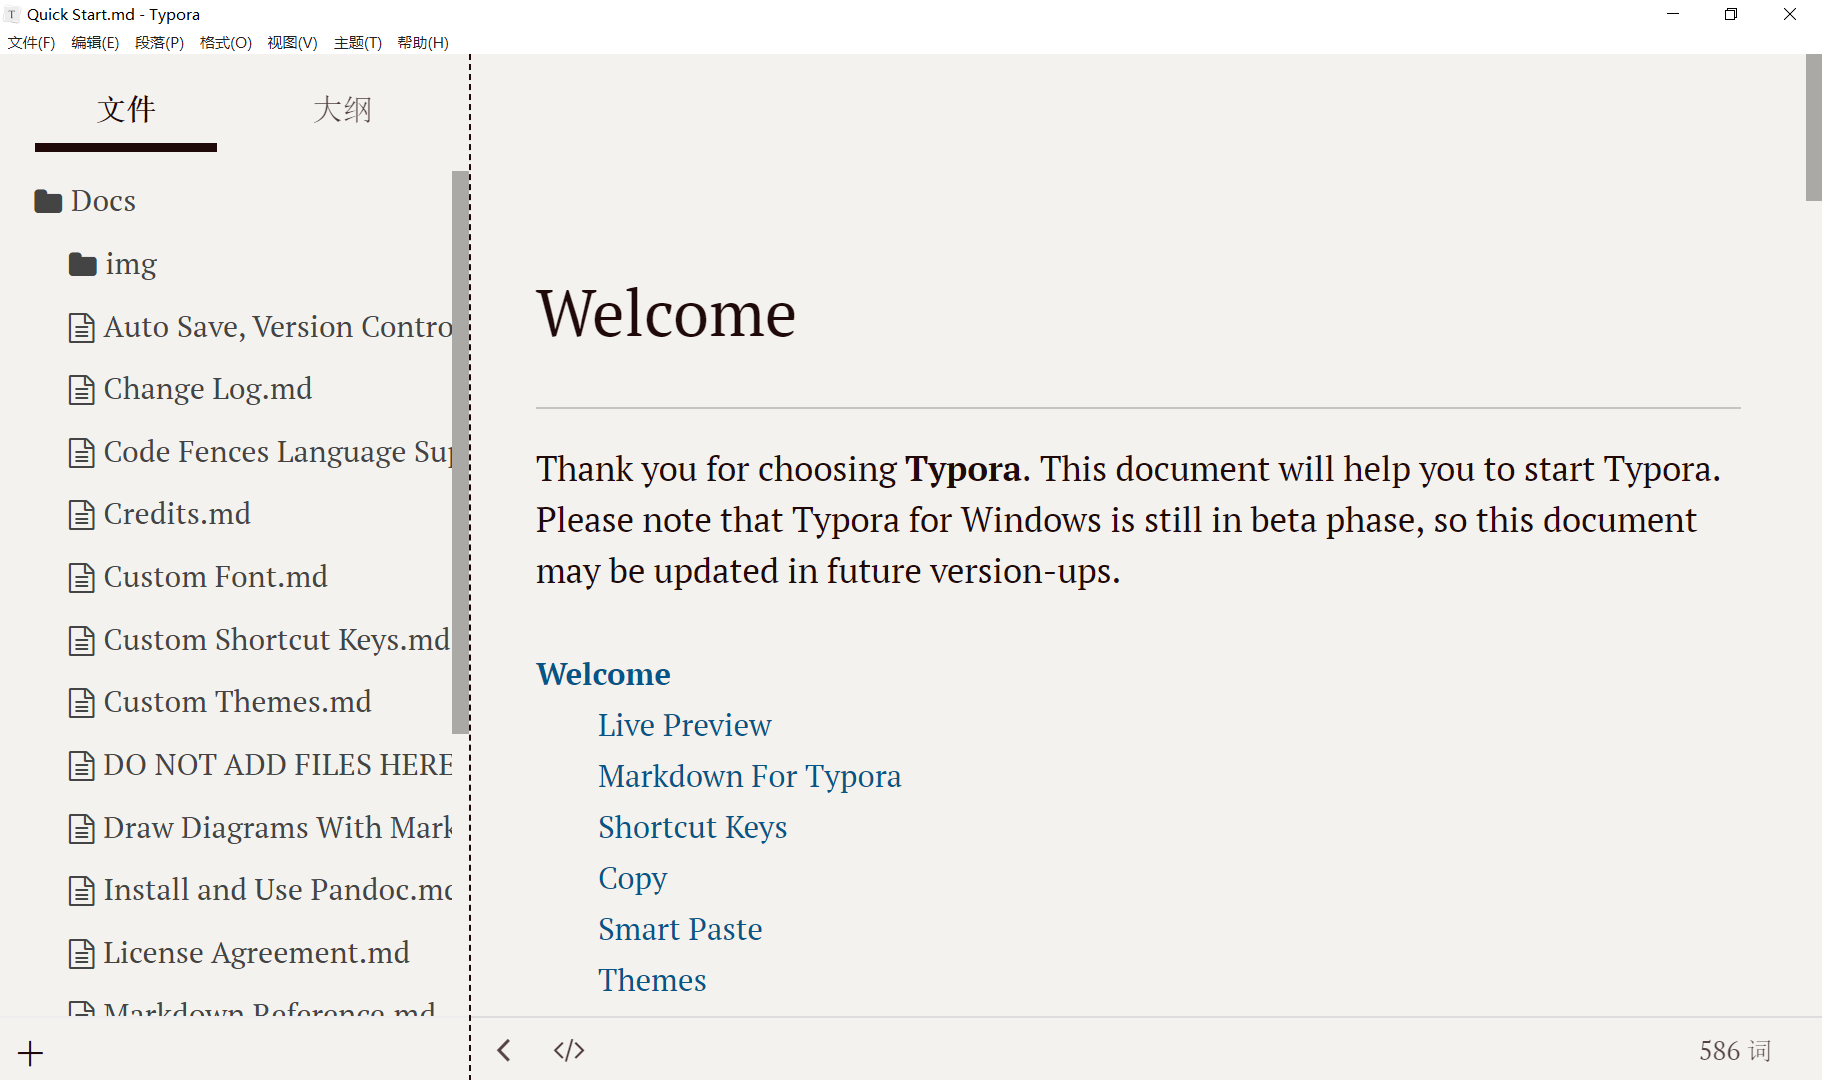 Quick Start.md - Typora
文件(F) 编辑(E) 段落(P) 格式(O) 视图(V) 主题(T) 帮助(H)
文件 大纲
Docs
img
Auto Save, Version Contro
Change Log.md
Code Fences Language Sup
Credits.md
Custom Font.md
Custom Shortcut Keys.md
Custom Themes.md
DO NOT ADD FILES HERE
Draw Diagrams With Mark
Install and Use Pandoc.md
License Agreement.md
Markdown Reference.md
Welcome
Thank you for choosing Typora. This document will help you to start Typora.
Please note that Typora for Windows is still in beta phase, so this document
may be updated in future version-ups.
Welcome
Live Preview
Markdown For Typora
Shortcut Keys
Copy
Smart Paste
Themes
586 词